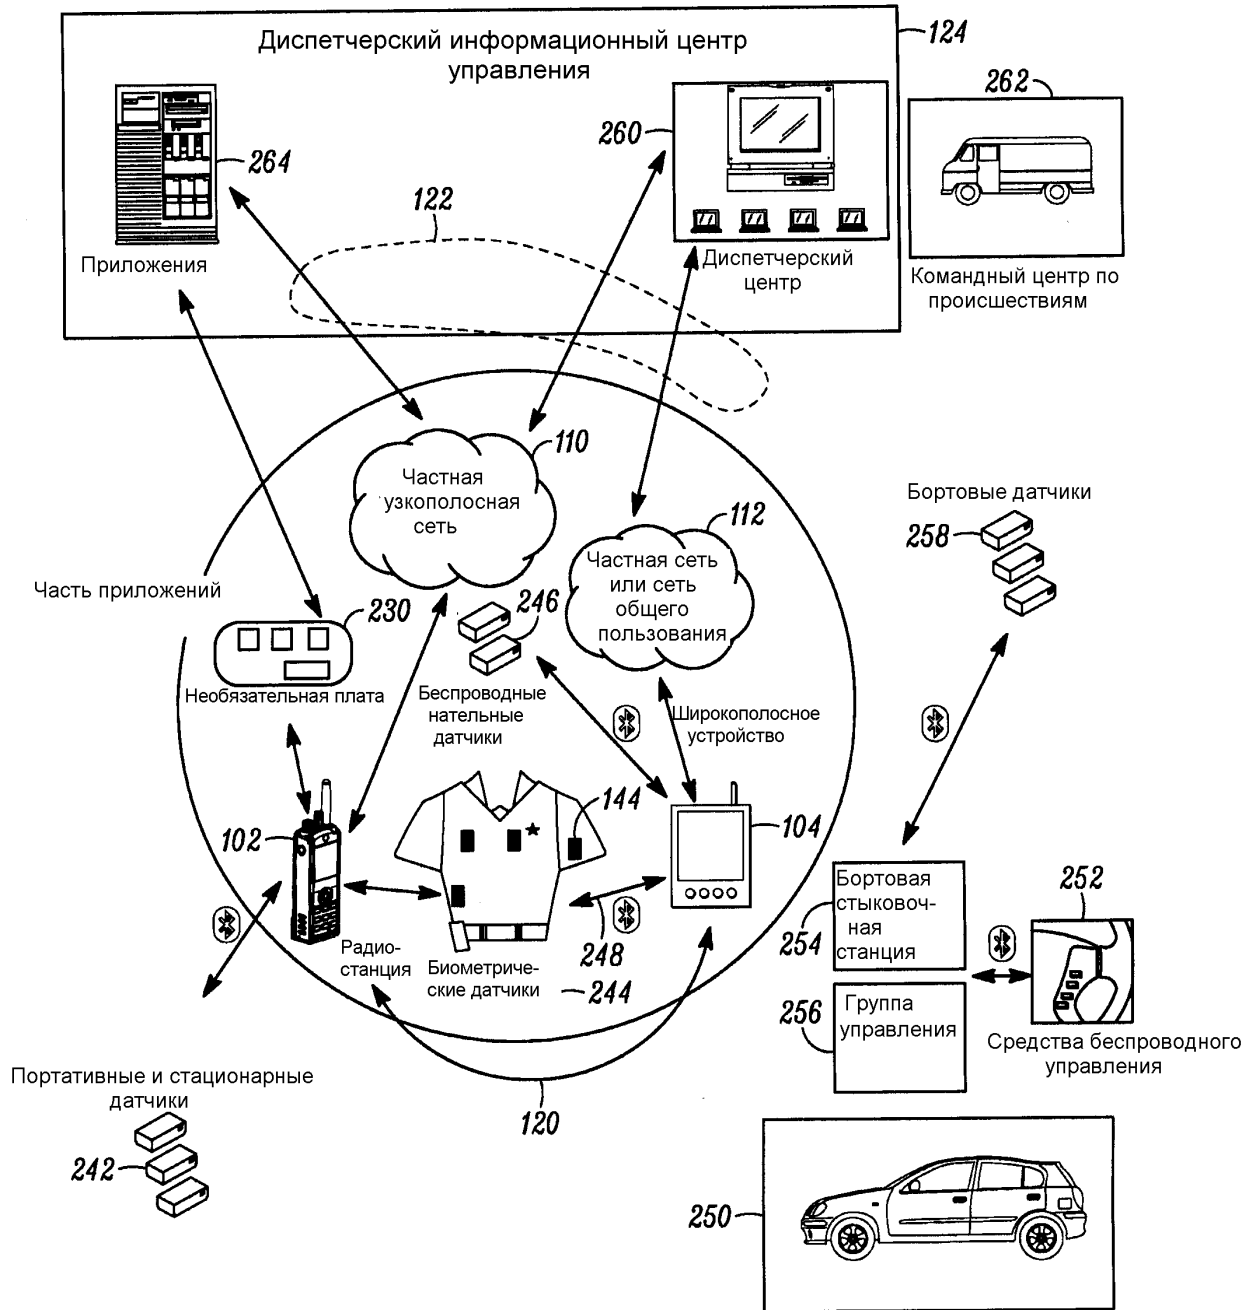 Диспетчерский информационный центр
управления
124
262
264
260
122
Приложения
Диспетчерский
центр
Командный центр по
происшествиям
110
Частная
узкополосная
сеть
112
Частная сеть
или сеть
общего
пользования
Бортовые датчики
258
Часть приложений
230
246
Необязательная плата
Беспроводные
нательные
датчики
Широкополосное
устройство
102
144
104
248
Радио-
станция
Биометриче-
ские датчики
244
Бортовая
стыковоч-
ная
станция
254
252
256
Группа
управления
Средства беспроводного
управления
Портативные и стационарные
датчики
242
120
250